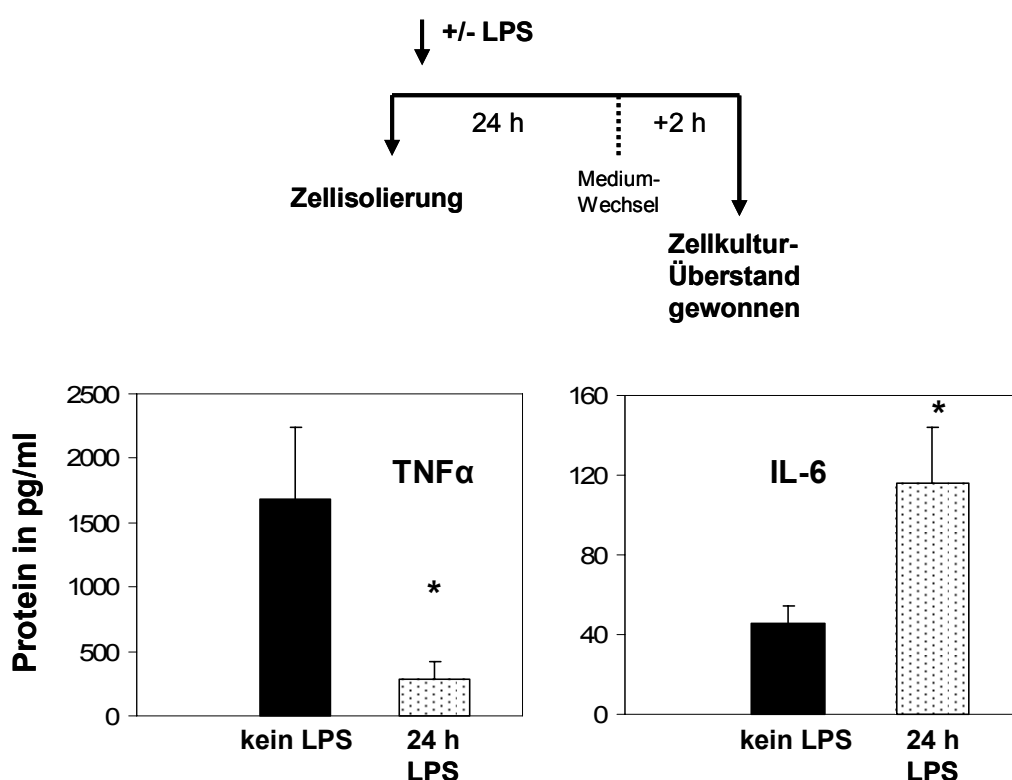 +/- LPS
24 h
+2 h
Zellisolierung
Medium-
Wechsel
Zellkultur-
Überstand
gewonnen
Protein in pg/ml
2500
2000
1500
1000
500
0
TNFα
*
kein LPS
24 h
LPS
160
120
80
40
0
IL-6
*
kein LPS
24 h
LPS